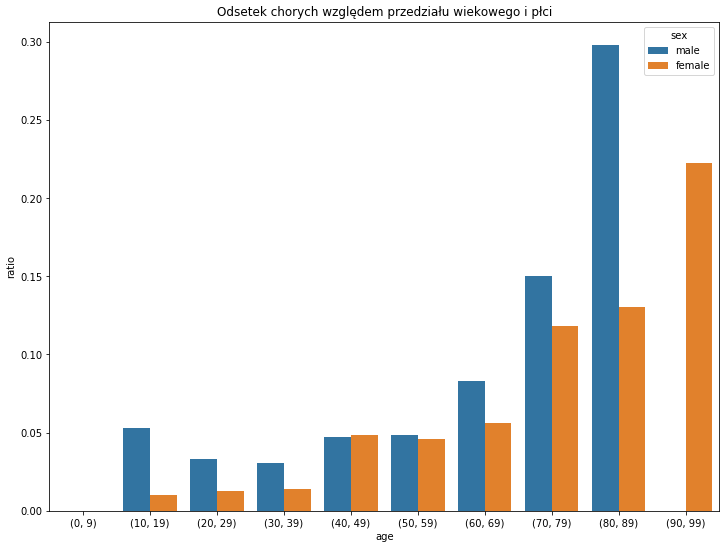 Odsetek chorych względem przedziału wiekowego i płci
sex
male
female
0.30
0.25
0.20
0.15
0.10
0.05
0.00
ratio
(0, 9) (10, 19) (20, 29) (30, 39) (40, 49) (50, 59) (60, 69) (70, 79) (80, 89) (90, 99)
age